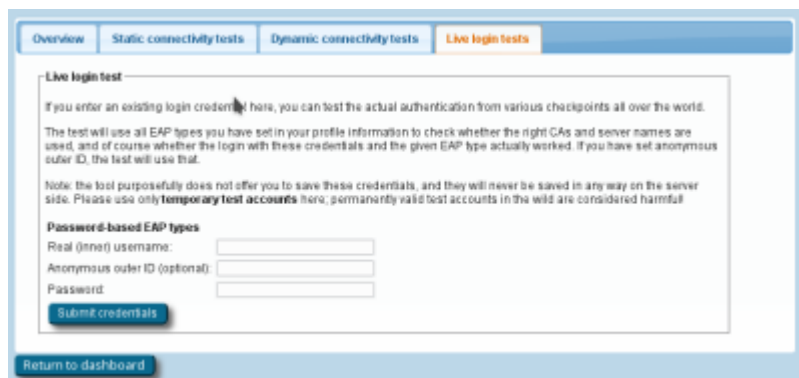 Overview
Static connectivity tests
Dynamic connectivity tests
Live login tests
Live login test
If you enter an existing login credential here, you can test the actual authentication from various checkpoints all over the world.
The test will use all EAP types you have set in your profile information to check whether the right CAs and server names are
used, and of course whether the login with these credentials and the given EAP type actually worked. If you have set anonymous
outer ID, the test will use that.
Note: the tool purposefully does not offer you to save these credentials, and they will never be saved in any way on the server
side. Please use only temporary test accounts here; permanently valid test accounts in the wild are considered harmful!
Password-based EAP types
Real (inner) username:
Anonymous outer ID (optional):
Password:
Submit credentials
Return to dashboard